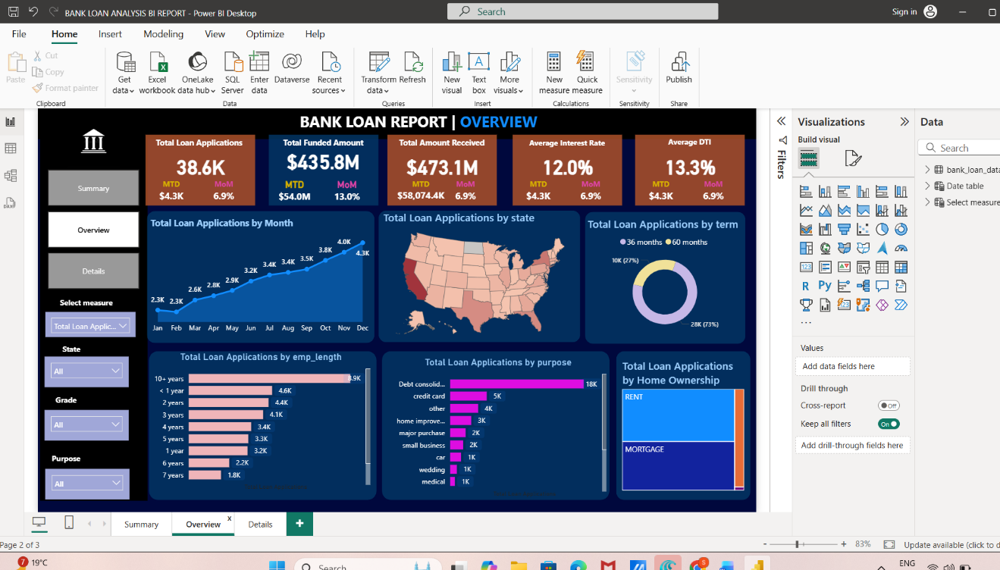 BANK LOAN ANALYSIS BI REPORT - Power BI Desktop
Search
Sign in
File Home Insert Modeling View Optimize Help
Paste
Cut
Copy
Format painter
Clipboard
Get data
Excel workbook
OneLake data hub
SQL Server
Enter data
Dataverse
Recent sources
Data
Transform data
Refresh
Queries
New visual
Text box
More visuals
Insert
New measure
Quick measure
Calculations
Sensitivity
Sensitivity
Publish
Share
BANK LOAN REPORT | OVERVIEW
Total Loan Applications
38.6K
MTD MoM
$4.3K 6.9%
Total Funded Amount
$435.8M
MTD MoM
$54.0M 13.0%
Total Amount Received
$473.1M
MTD MoM
$58,074.4K 6.9%
Average Interest Rate
12.0%
MTD MoM
$4.3K 6.9%
Average DTI
13.3%
MTD MoM
$4.3K 6.9%
Summary
Overview
Details
Select measure
Total Loan Applic...
State
All
Grade
All
Purpose
All
Total Loan Applications by Month
2.3K 2.3K 2.6K 2.8K 2.9K 3.2K 3.4K 3.4K 3.5K 3.8K 4.0K 4.3K
Jan Feb Mar Apr May Jun Jul Aug Sep Oct Nov Dec
Total Loan Applications by state
Total Loan Applications by term
36 months 60 months
10K (27%)
28K (73%)
Total Loan Applications by emp_length
10+ years 8.9K
< 1 year 4.6K
2 years 4.4K
3 years 4.1K
4 years 3.4K
5 years 3.3K
1 year 3.2K
6 years 2.2K
7 years 1.8K
Total Loan Applications by purpose
Debt consolid... 18K
credit card 5K
other 4K
home improve... 3K
major purchase 2K
small business 2K
car 1K
wedding 1K
medical 1K
Total Loan Applications
by Home Ownership
RENT
MORTGAGE
Filters
Visualizations
Build visual
123
123
R Py
123
...
Values
Add data fields here
Drill through
Cross-report Off
Keep all filters On
Add drill-through fields here
Data
Search
bank_loan_data
Date table
Select measure
DAX
Summary
Overview x
Details
+
Page 2 of 3
- + 83%
Update available (click to d
7 19°C
Search
S
ENG